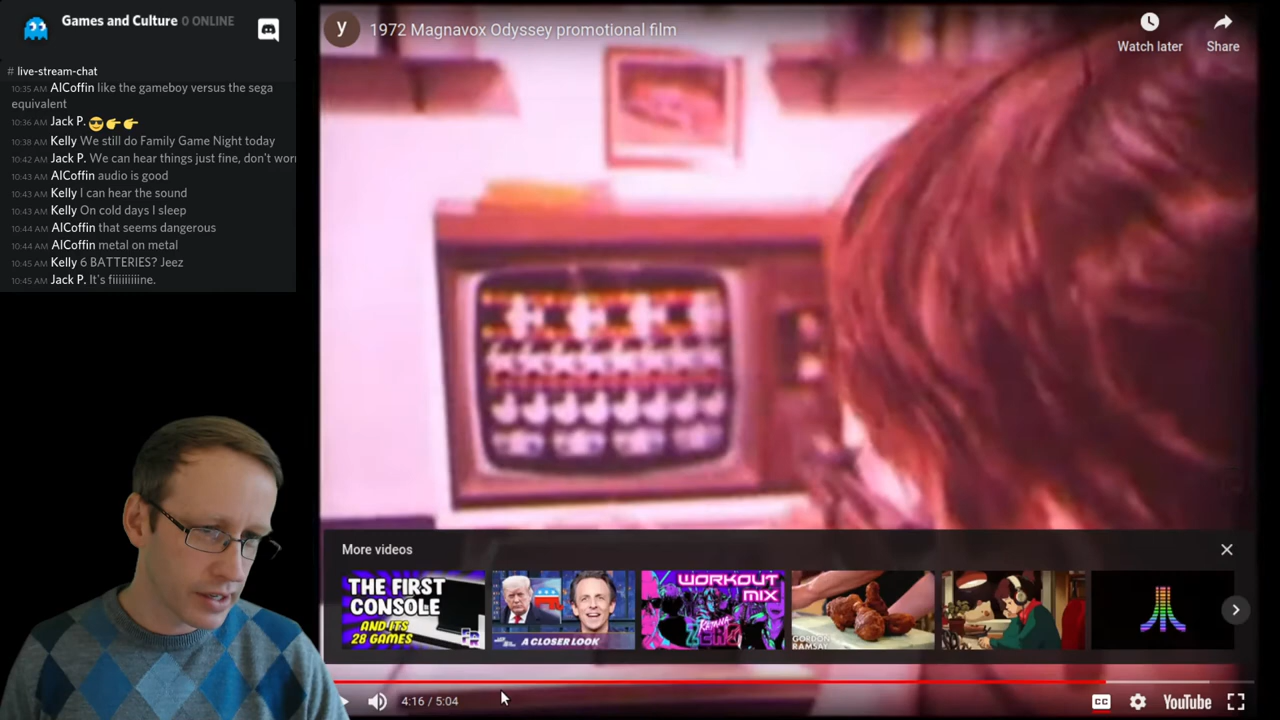 Games and Culture 0 ONLINE
# live-stream-chat
10:35 AM AlCoffin like the gameboy versus the sega
equivalent
10:36 AM Jack P. 😎👉👉
10:38 AM Kelly We still do Family Game Night today
10:42 AM Jack P. We can hear things just fine, don't wor
10:43 AM AlCoffin audio is good
10:43 AM Kelly I can hear the sound
10:43 AM Kelly On cold days I sleep
10:44 AM AlCoffin that seems dangerous
10:44 AM AlCoffin metal on metal
10:45 AM Kelly 6 BATTERIES? Jeez
10:45 AM Jack P. It's fiiiiiiiiine.
y 1972 Magnavox Odyssey promotional film
Watch later Share
More videos
THE FIRST
CONSOLE
AND ITS
28 GAMES
A CLOSER LOOK
WORKOUT
MIX
KATANA
ZERO
GORDON
RAMSAY
4:16 / 5:04
CC YouTube